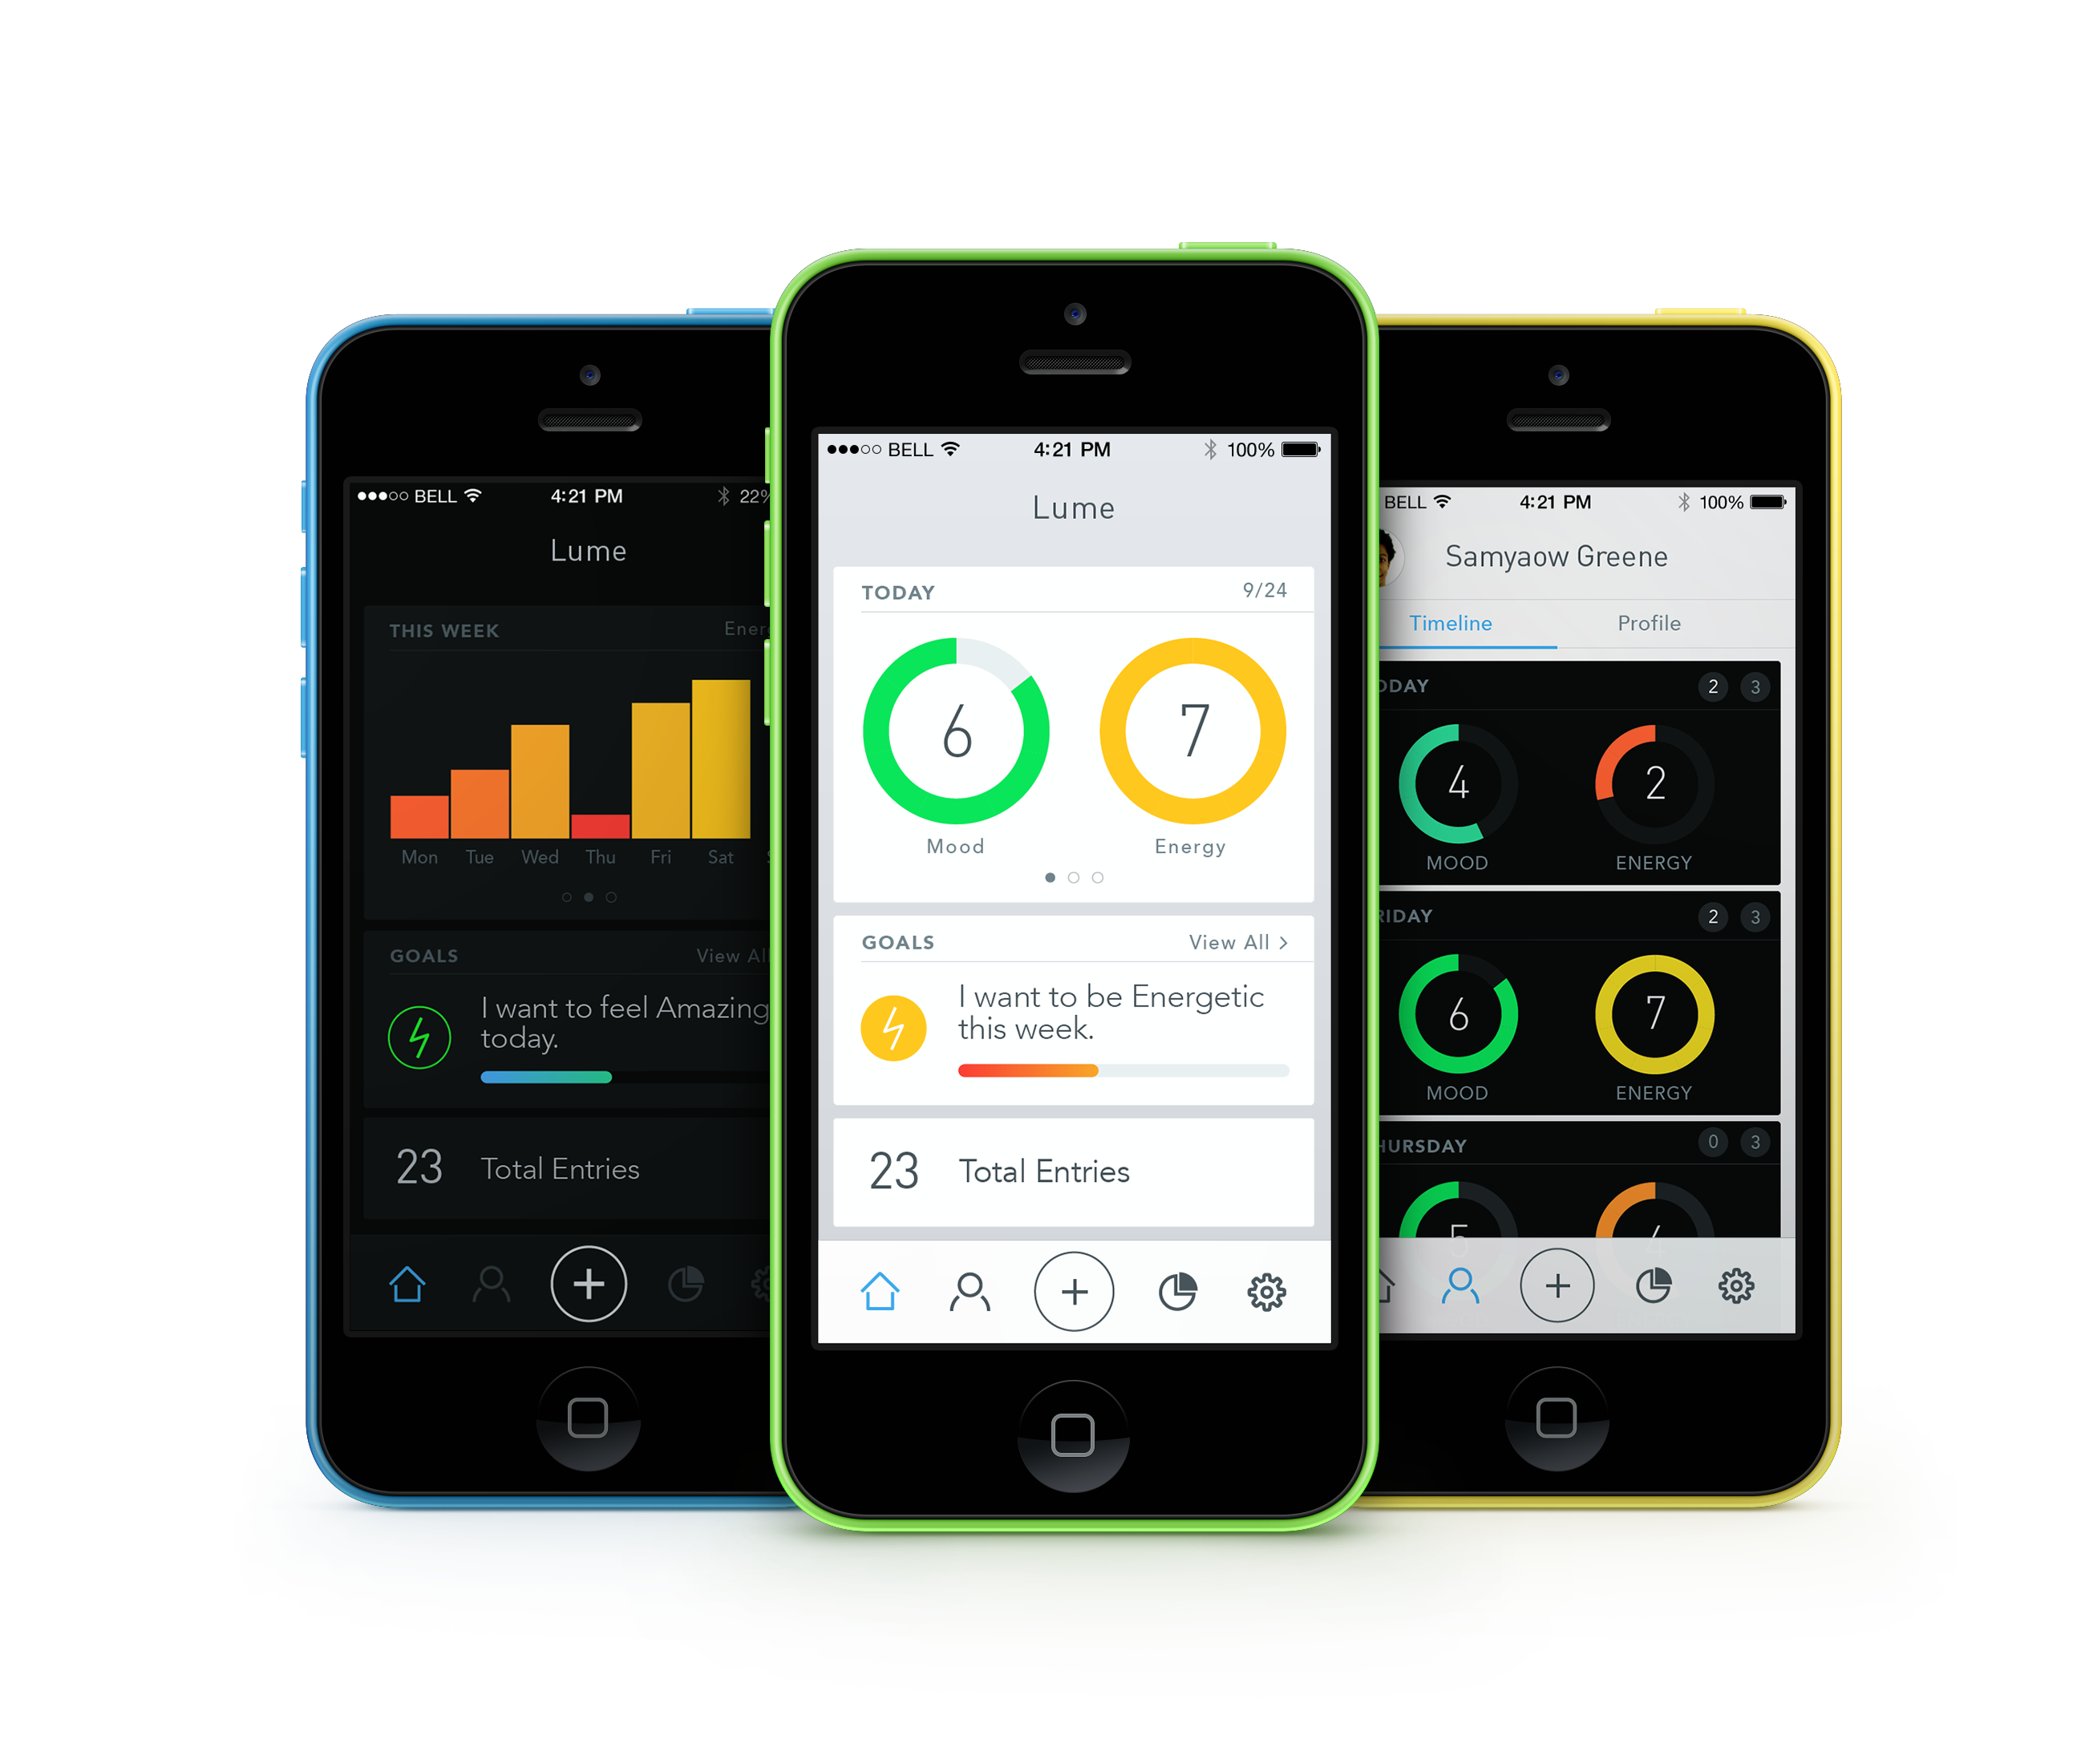 BELL 4:21 PM 22%
Lume
THIS WEEK
Mon Tue Wed Thu Fri Sat
GOALS View All
I want to feel Amazing
today.
23 Total Entries
BELL 4:21 PM 100%
Lume
TODAY 9/24
6 7
Mood Energy
GOALS View All >
I want to be Energetic
this week.
23 Total Entries
BELL 4:21 PM 100%
Samyaow Greene
Timeline Profile
ODAY 2 3
4 2
MOOD ENERGY
RIDAY 2 3
6 7
MOOD ENERGY
HURSDAY 0 3
5 4